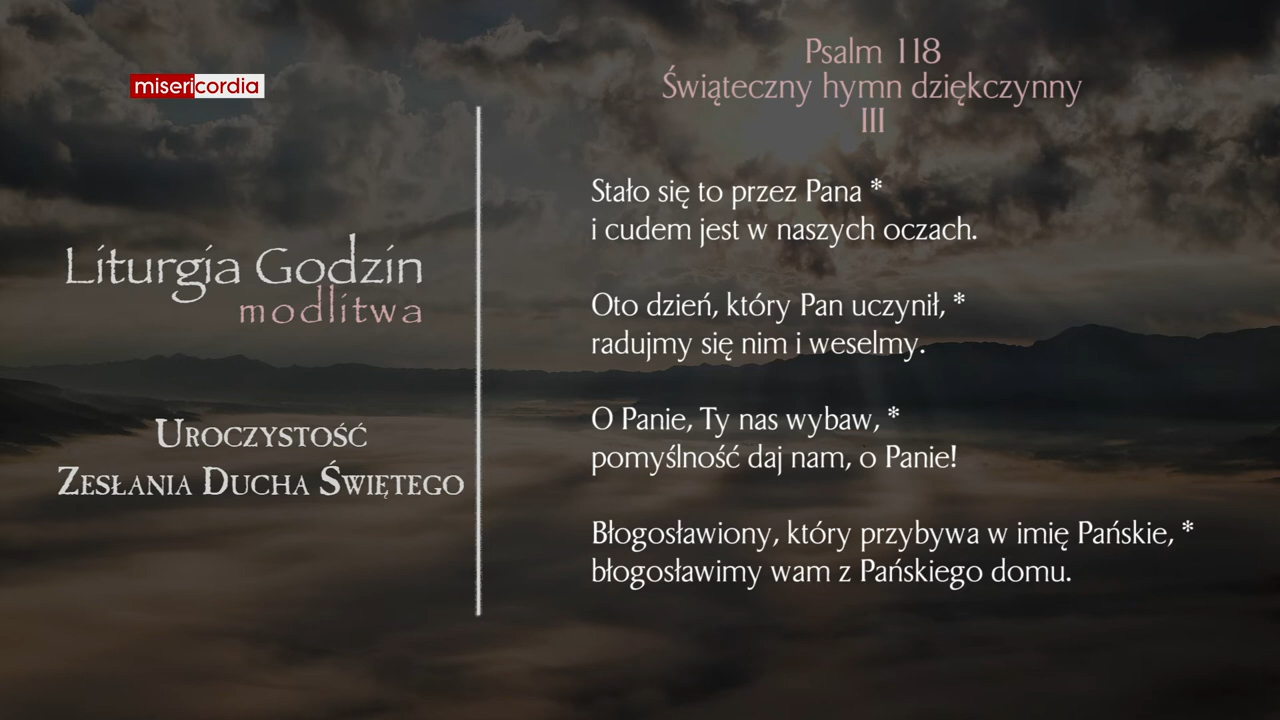 misericordia
Liturgia Godzin
modlitwa
Uroczystość
Zesłania Ducha Świętego
Psalm 118
Świąteczny hymn dziękczynny
III
Stało się to przez Pana *
i cudem jest w naszych oczach.
Oto dzień, który Pan uczynił, *
radujmy się nim i weselmy.
O Panie, Ty nas wybaw, *
pomyślność daj nam, o Panie!
Błogosławiony, który przybywa w imię Pańskie, *
błogosławimy wam z Pańskiego domu.